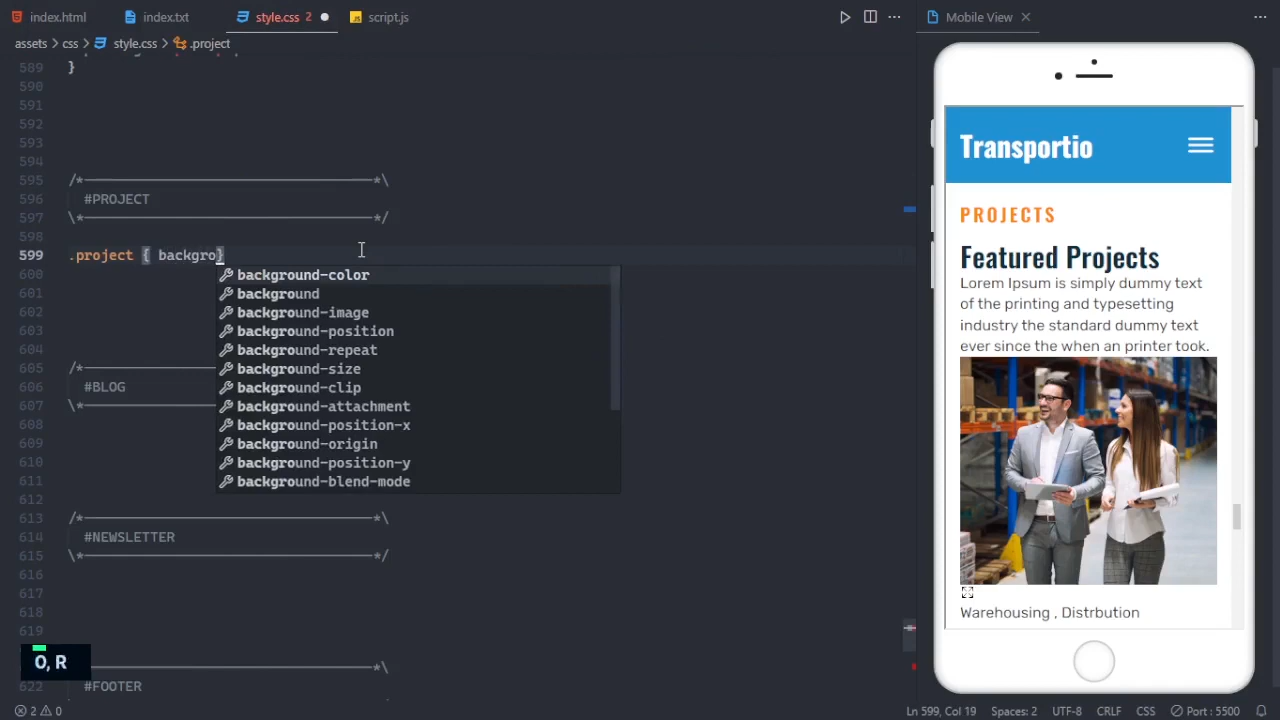 index.html
index.txt
style.css 2
script.js
Mobile View
assets > css > style.css > .project
589 }
590
591
592
593
594
595 /*—————————————————————*\
596 #PROJECT
597 \*—————————————————————*/
598
599 .project { backgro}
600 background-color
601 background
602 background-image
603 background-position
604 background-repeat
605 /*— background-size
606 #BLOG background-clip
607 \*— background-attachment
608 background-position-x
609 background-origin
610 background-position-y
611 background-blend-mode
612
613 /*—————————————————————*\
614 #NEWSLETTER
615 \*—————————————————————*/
616
617
618
619
O, R
—————————————————————*\
622 #FOOTER
Transportio
PROJECTS
Featured Projects
Lorem Ipsum is simply dummy text
of the printing and typesetting
industry the standard dummy text
ever since the when an printer took.
Warehousing , Distrbution
2 0
Ln 599, Col 19 Spaces: 2 UTF-8 CRLF CSS Port : 5500